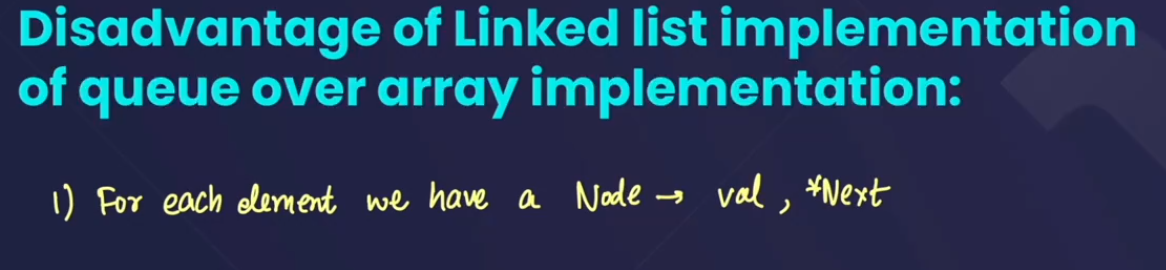 Disadvantage of Linked list implementation
of queue over array implementation:
1) For each element we have a Node → val, *Next